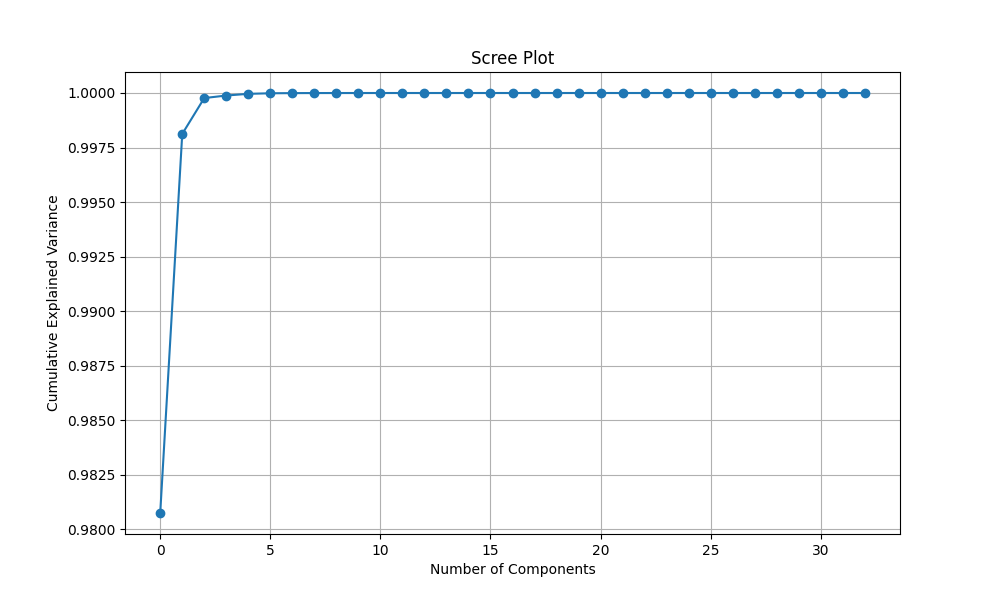 Scree Plot
Cumulative Explained Variance
1.0000
0.9975
0.9950
0.9925
0.9900
0.9875
0.9850
0.9825
0.9800
0 5 10 15 20 25 30
Number of Components